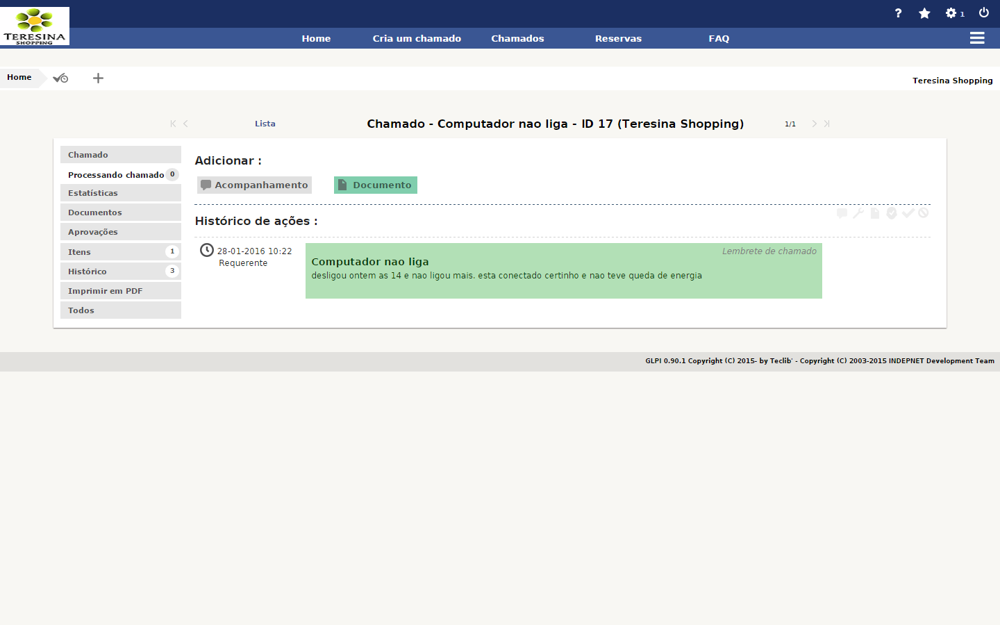 TERESINA
SHOPPING
? 1
Home Cria um chamado Chamados Reservas FAQ
Home
Teresina Shopping
Lista Chamado - Computador nao liga - ID 17 (Teresina Shopping) 1/1
Chamado
Processando chamado 0
Estatísticas
Documentos
Aprovações
Itens 1
Histórico 3
Imprimir em PDF
Todos
Adicionar :
Acompanhamento Documento
Histórico de ações :
28-01-2016 10:22
Requerente
Lembrete de chamado
Computador nao liga
desligou ontem as 14 e nao ligou mais. esta conectado certinho e nao teve queda de energia
GLPI 0.90.1 Copyright (C) 2015- by Teclib' - Copyright (C) 2003-2015 INDEPNET Development Team